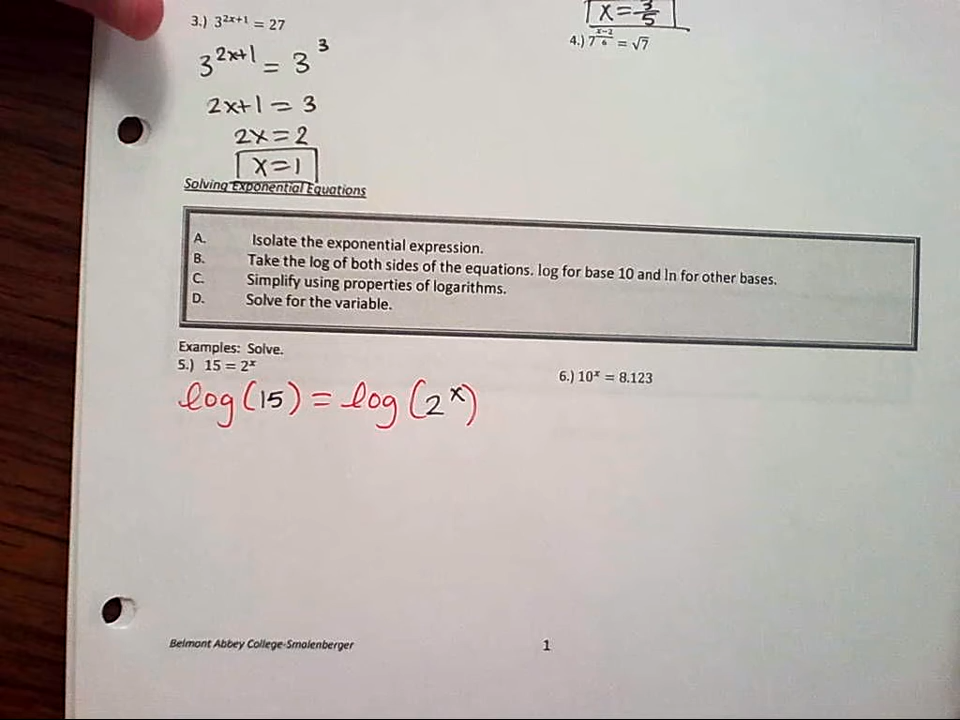 x = 3/5
3.) 3^{2x+1} = 27
4.) 7^{\frac{x-2}{6}} = √7
3^{2x+1} = 3^3
2x+1 = 3
2x = 2
x = 1
Solving Exponential Equations
A. Isolate the exponential expression.
B. Take the log of both sides of the equations. log for base 10 and ln for other bases.
C. Simplify using properties of logarithms.
D. Solve for the variable.
Examples: Solve.
5.) 15 = 2^x
6.) 10^x = 8.123
log(15) = log(2^x)
Belmont Abbey College-Smolenberger
1